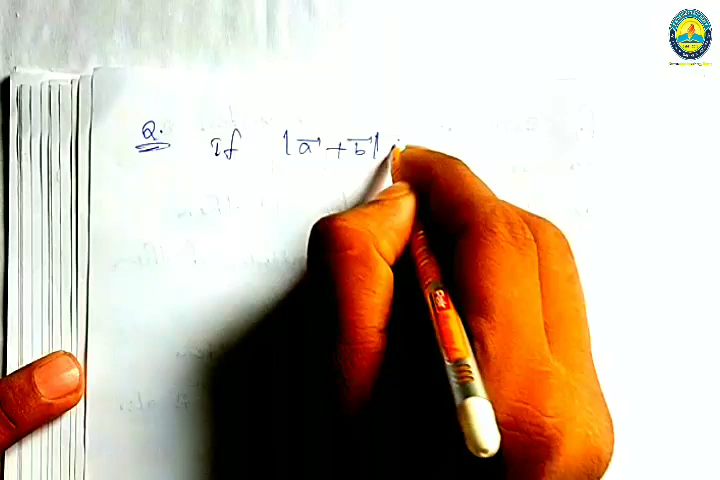 Q. If |a⃗ + b⃗|